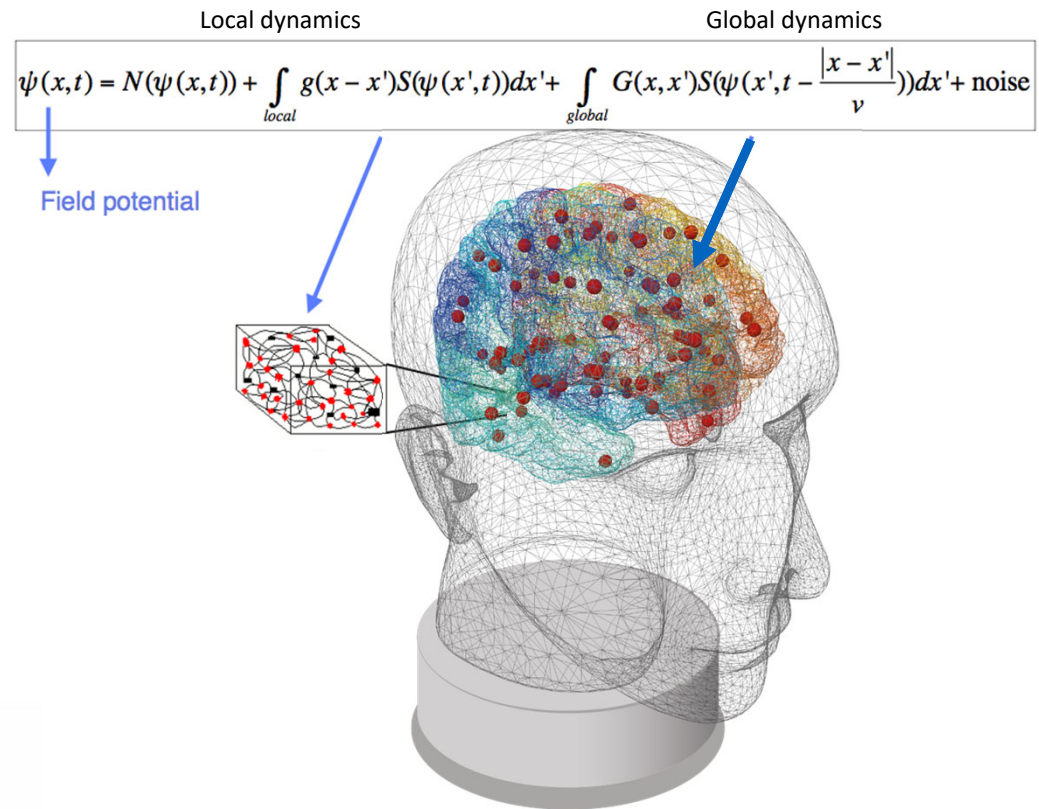 Local dynamics
Global dynamics
ψ̇(x,t) = N(ψ(x,t)) + ∫local g(x − x')S(ψ(x',t))dx' + ∫global G(x,x')S(ψ(x',t − |x − x'|/v))dx' + noise
Field potential